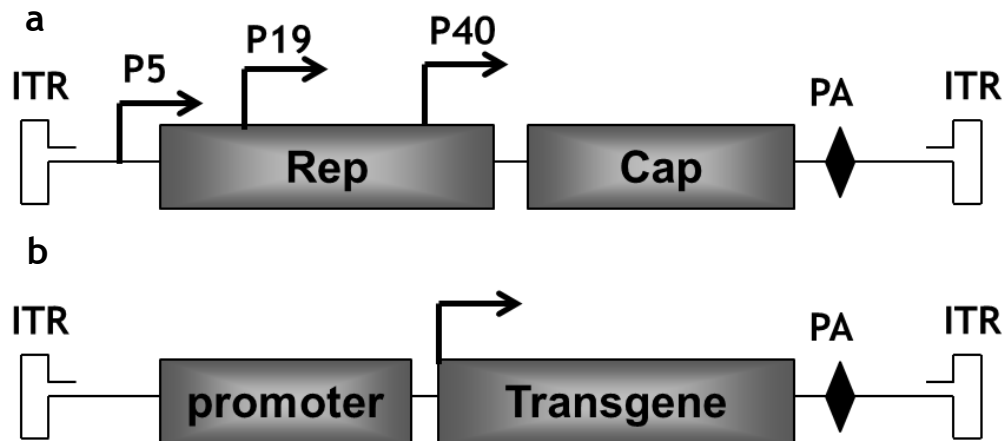 a
P5 P19 P40
ITR PA ITR
Rep Cap
b
ITR PA ITR
promoter Transgene